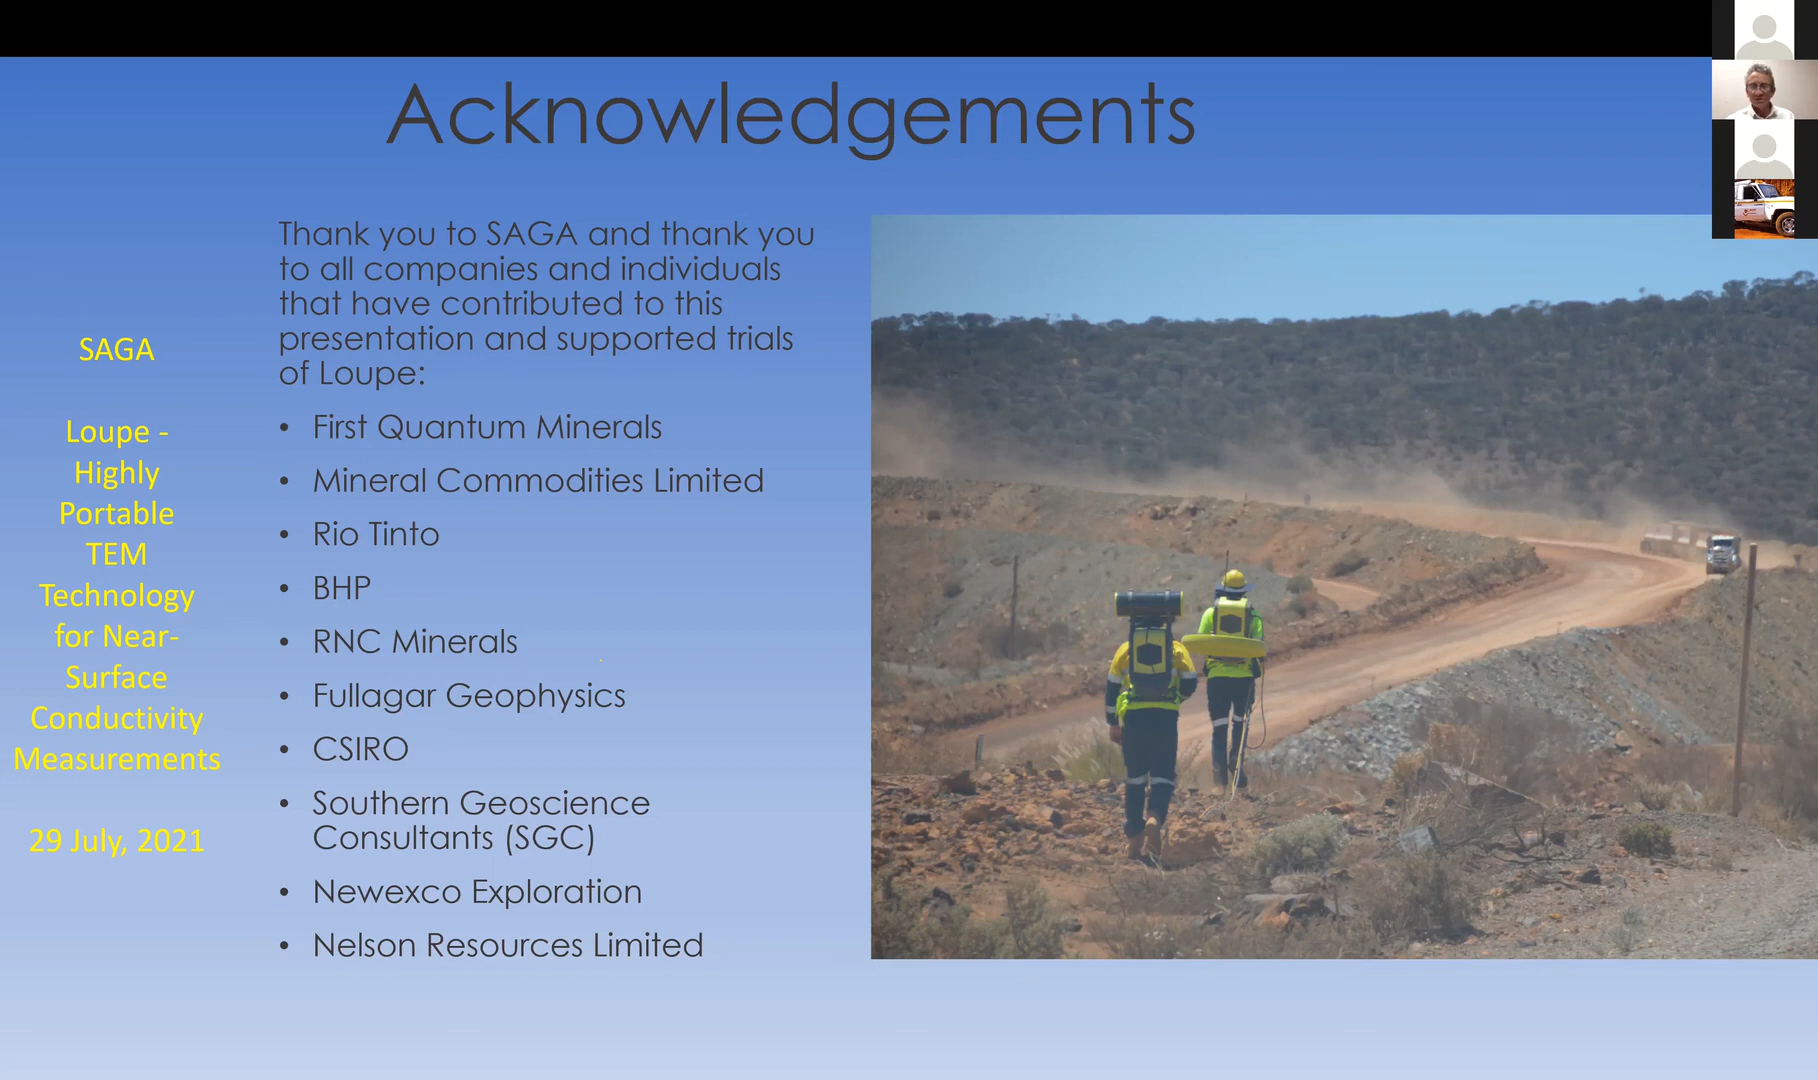 Acknowledgements
SAGA
Loupe -
Highly
Portable
TEM
Technology
for Near-
Surface
Conductivity
Measurements
29 July, 2021
Thank you to SAGA and thank you
to all companies and individuals
that have contributed to this
presentation and supported trials
of Loupe:
• First Quantum Minerals
• Mineral Commodities Limited
• Rio Tinto
• BHP
• RNC Minerals
• Fullagar Geophysics
• CSIRO
• Southern Geoscience
Consultants (SGC)
• Newexco Exploration
• Nelson Resources Limited